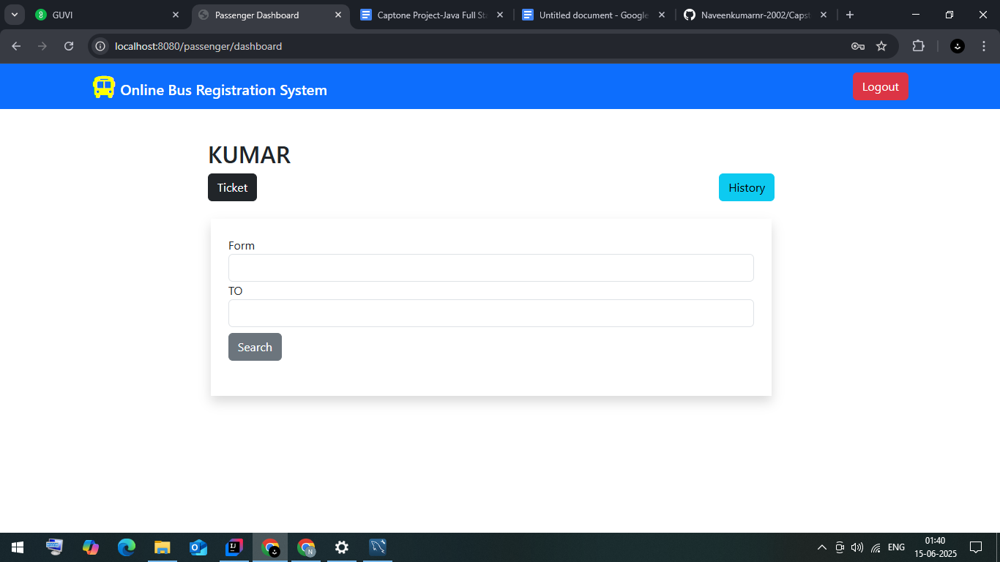 GUVI
Passenger Dashboard
Captone Project-Java Full Sta
Untitled document - Google
Naveenkumarnr-2002/Capst
localhost:8080/passenger/dashboard
Online Bus Registration System
Logout
KUMAR
Ticket
History
Form
TO
Search
ENG
01:40
15-06-2025